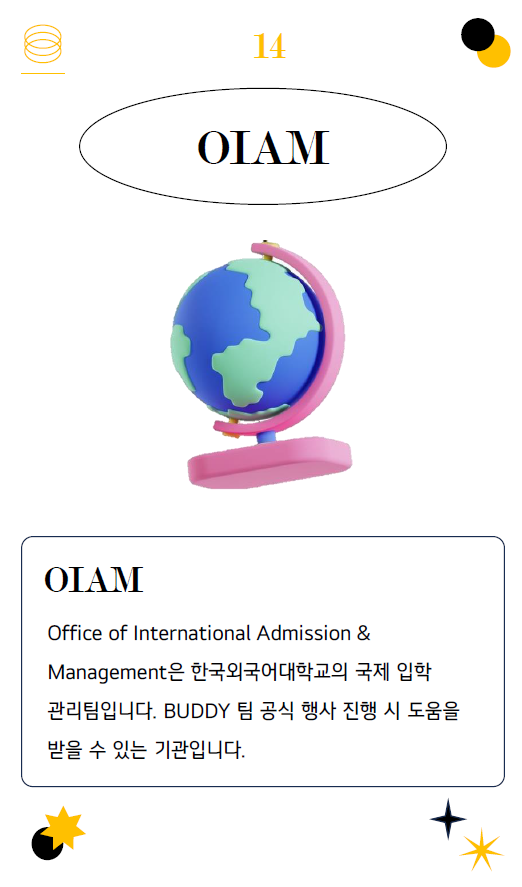 14
OIAM
OIAM
Office of International Admission &
Management은 한국외국어대학교의 국제 입학
관리팀입니다. BUDDY 팀 공식 행사 진행 시 도움을
받을 수 있는 기관입니다.